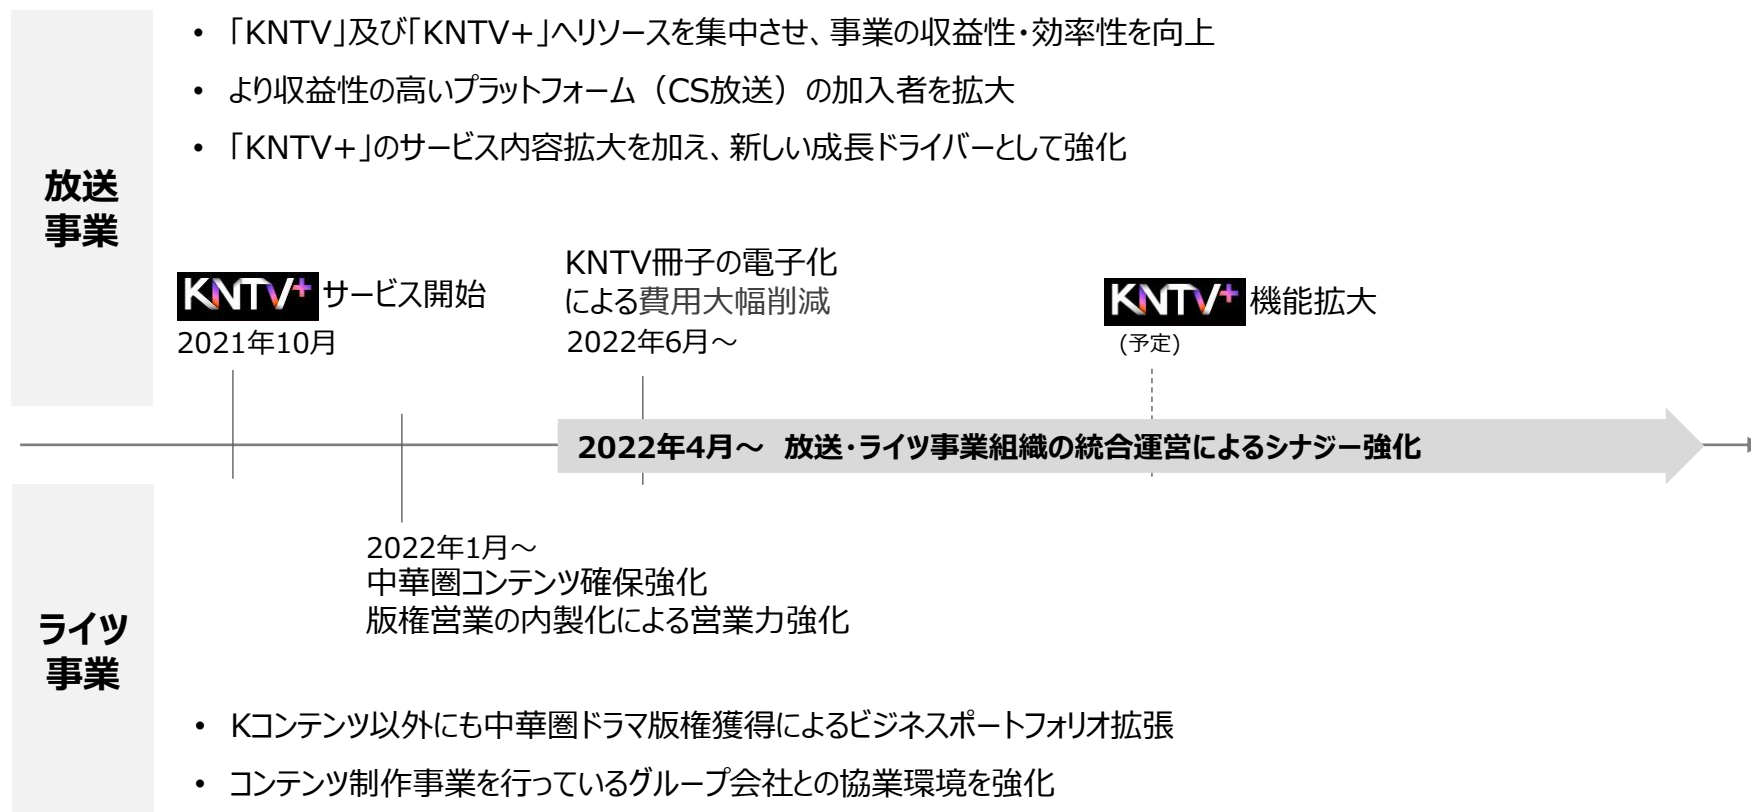 • 「KNTV」及び「KNTV+」へリソースを集中させ、事業の収益性・効率性を向上
• より収益性の高いプラットフォーム（CS放送）の加入者を拡大
• 「KNTV+」のサービス内容拡大を加え、新しい成長ドライバーとして強化
放送
事業
KNTV+ サービス開始
2021年10月
KNTV冊子の電子化
による費用大幅削減
2022年6月～
KNTV+ 機能拡大
(予定)
2022年4月～ 放送・ライツ事業組織の統合運営によるシナジー強化
2022年1月～
中華圏コンテンツ確保強化
版権営業の内製化による営業力強化
ライツ
事業
• Kコンテンツ以外にも中華圏ドラマ版権獲得によるビジネスポートフォリオ拡張
• コンテンツ制作事業を行っているグループ会社との協業環境を強化